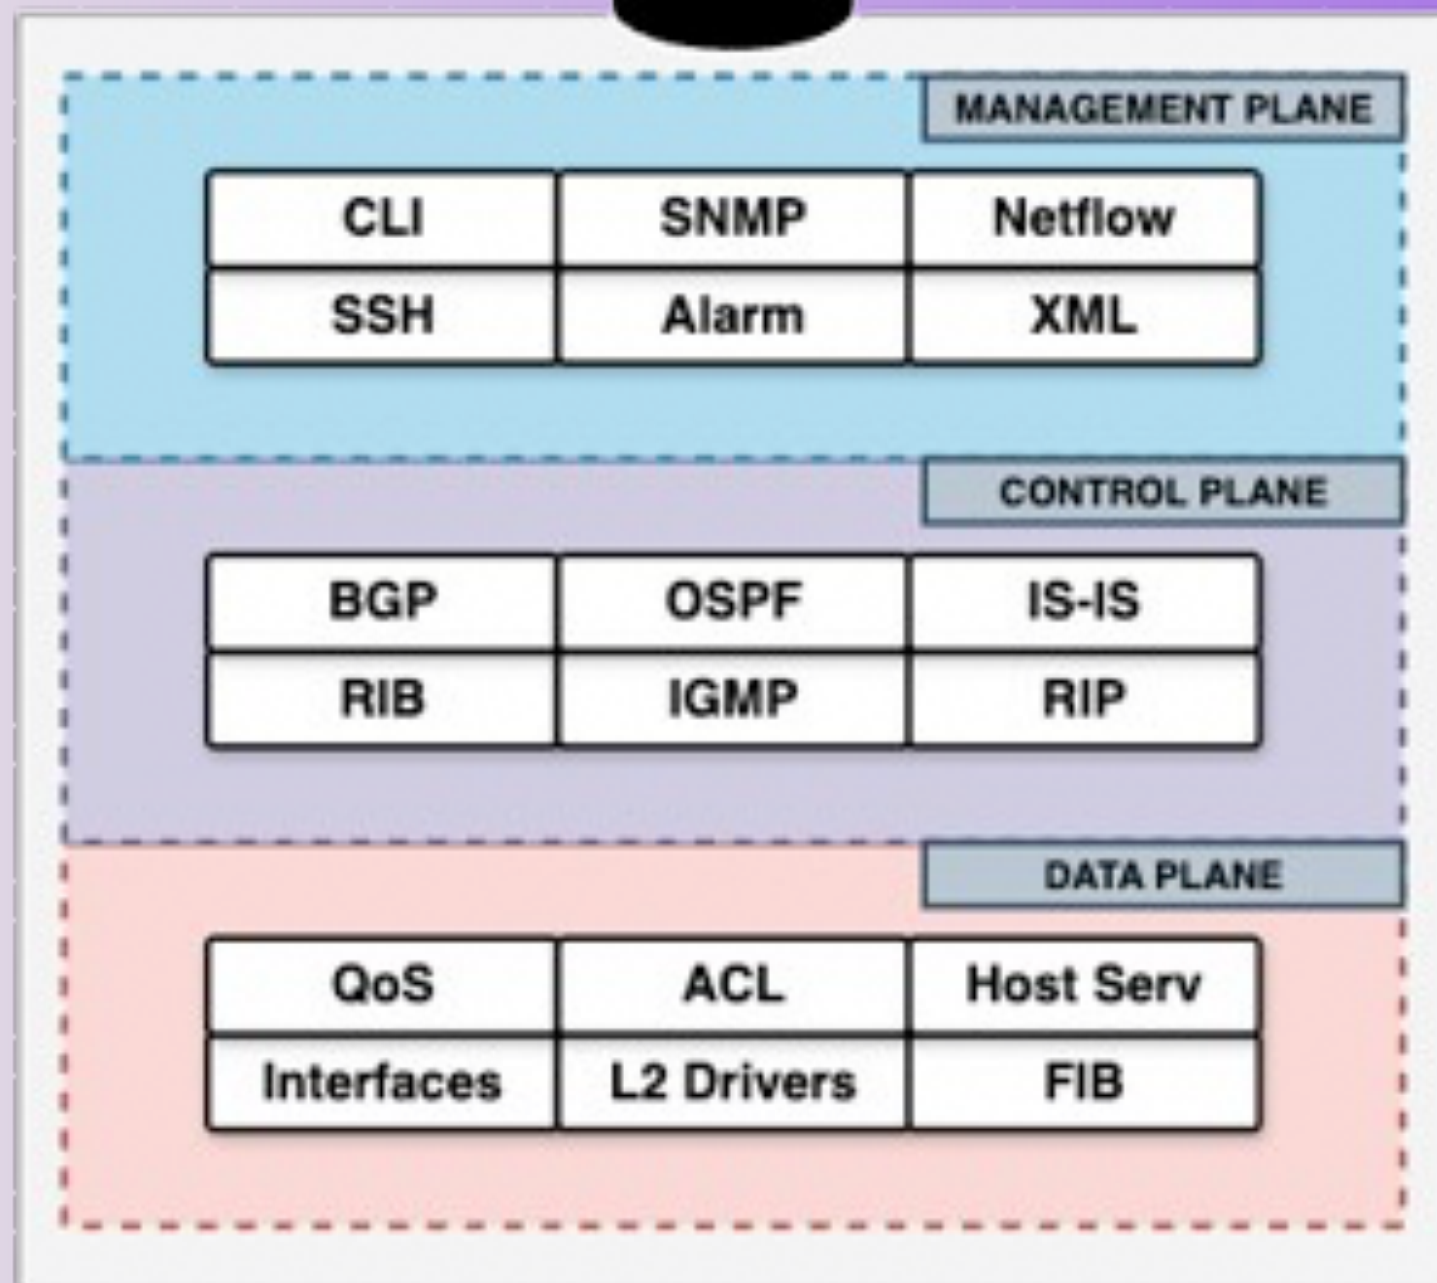 MANAGEMENT PLANE
CLI SNMP Netflow
SSH Alarm XML
CONTROL PLANE
BGP OSPF IS-IS
RIB IGMP RIP
DATA PLANE
QoS ACL Host Serv
Interfaces L2 Drivers FIB